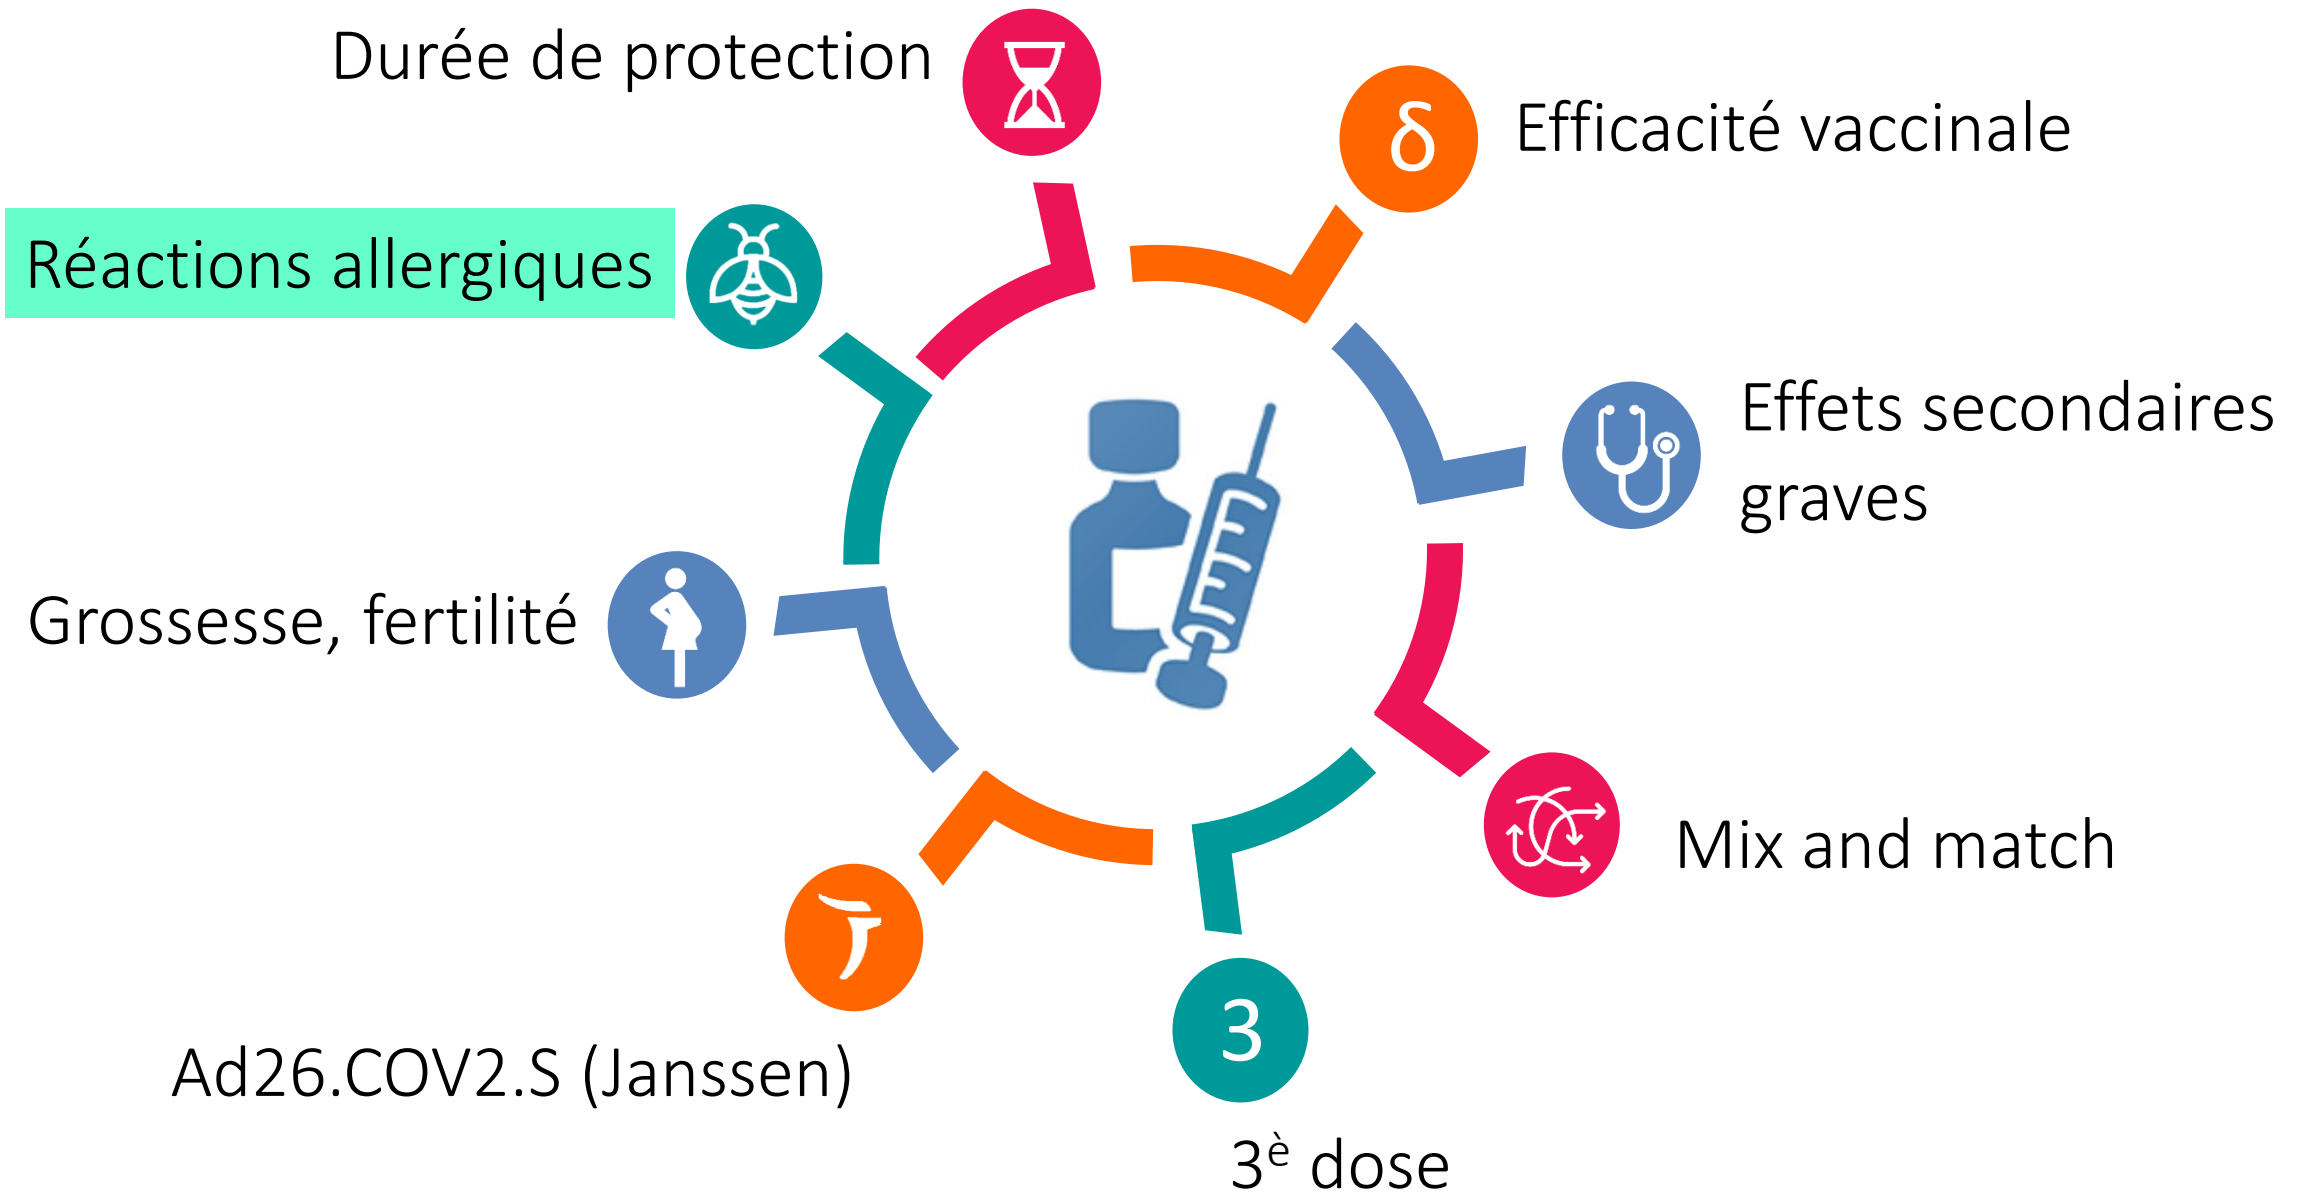 Durée de protection
δ
Efficacité vaccinale
Réactions allergiques
Effets secondaires
graves
Grossesse, fertilité
Mix and match
Ad26.COV2.S (Janssen)
3
3è dose